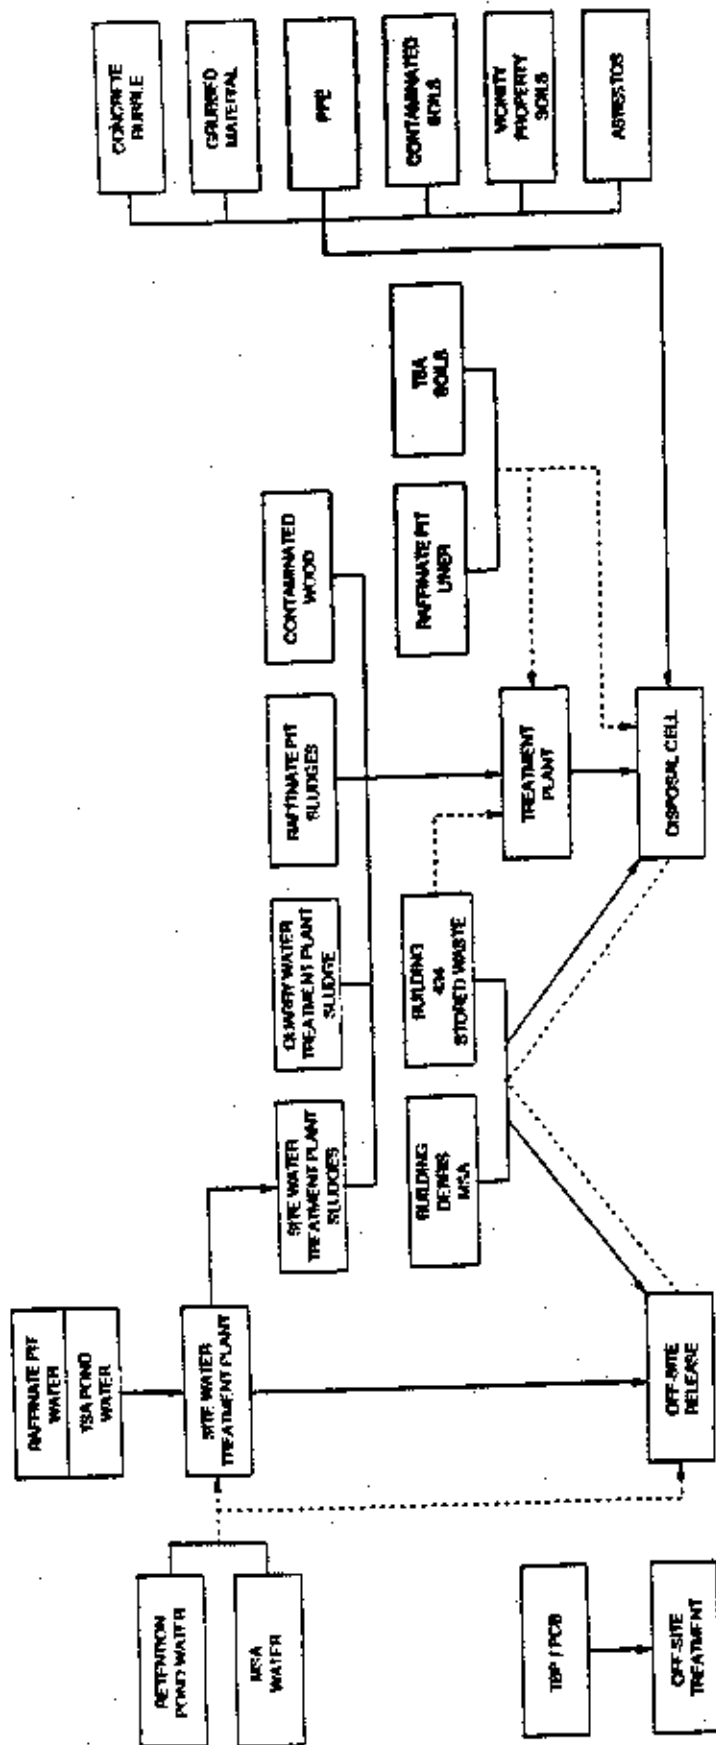 RAFFINATE PIT
WATER
TSA POND
WATER
RETENTION
POND WATER
MSA
WATER
SITE WATER
TREATMENT PLANT
SITE WATER
TREATMENT PLANT
SLUDGES
QUARRY WATER
TREATMENT PLANT
SLUDGE
RAFFINATE PIT
SLUDGES
CONTAMINATED
WOOD
BUILDING
DEBRIS
MSA
BUILDING
434
STORED WASTE
RAFFINATE PIT
LINER
TSA
SOILS
TREATMENT
PLANT
CONCRETE
RUBBLE
GRUBBED
MATERIAL
PPE
CONTAMINATED
SOILS
VICINITY
PROPERTY
SOILS
ASBESTOS
TBP / PCB
OFF-SITE
TREATMENT
OFF-SITE
RELEASE
DISPOSAL CELL